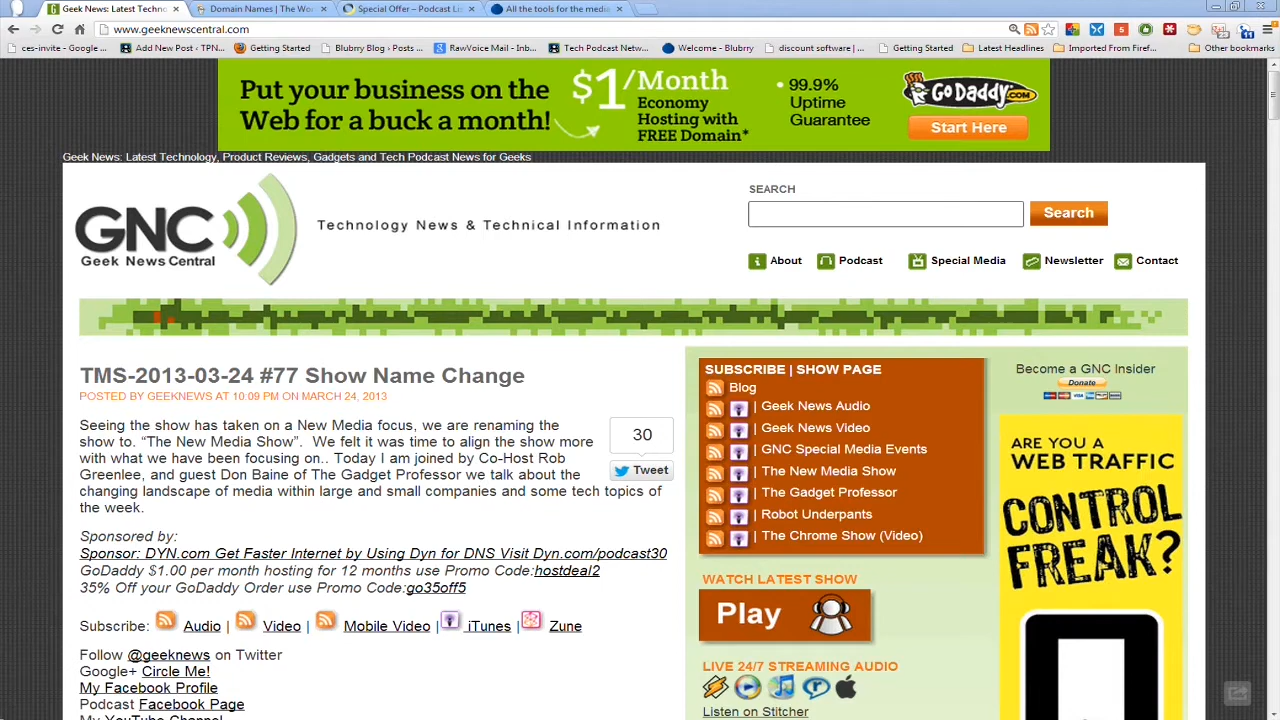 Geek News: Latest Techno
Domain Names | The Wo
Special Offer – Podcast Li
All the tools for the media
www.geeknewscentral.com
ces-invite - Google ...
Add New Post ‹ TPN...
Getting Started
Blubrry Blog › Posts ...
RawVoice Mail - Inb...
Tech Podcast Netw...
Welcome - Blubrry
discount software | ...
Getting Started
Latest Headlines
Imported From Firef...
Other bookmarks
Put your business on the
Web for a buck a month!
$1/Month
Economy
Hosting with
FREE Domain*
• 99.9%
Uptime
Guarantee
GoDaddy.COM
Start Here
Geek News: Latest Technology, Product Reviews, Gadgets and Tech Podcast News for Geeks
GNC
Geek News Central
Technology News & Technical Information
SEARCH
Search
About
Podcast
Special Media
Newsletter
Contact
TMS-2013-03-24 #77 Show Name Change
POSTED BY GEEKNEWS AT 10:09 PM ON MARCH 24, 2013
Seeing the show has taken on a New Media focus, we are renaming the
show to. “The New Media Show”. We felt it was time to align the show more
with what we have been focusing on.. Today I am joined by Co-Host Rob
Greenlee, and guest Don Baine of The Gadget Professor we talk about the
changing landscape of media within large and small companies and some tech topics of
the week.
30
Tweet
Sponsored by:
Sponsor: DYN.com Get Faster Internet by Using Dyn for DNS Visit Dyn.com/podcast30
GoDaddy $1.00 per month hosting for 12 months use Promo Code:hostdeal2
35% Off your GoDaddy Order use Promo Code:go35off5
Subscribe: Audio | Video | Mobile Video | iTunes | Zune
Follow @geeknews on Twitter
Google+ Circle Me!
My Facebook Profile
Podcast Facebook Page
My YouTube Channel
SUBSCRIBE | SHOW PAGE
Blog
| Geek News Audio
| Geek News Video
| GNC Special Media Events
| The New Media Show
| The Gadget Professor
| Robot Underpants
| The Chrome Show (Video)
WATCH LATEST SHOW
Play
LIVE 24/7 STREAMING AUDIO
Listen on Stitcher
Become a GNC Insider
Donate
ARE YOU A
WEB TRAFFIC
CONTROL
FREAK?